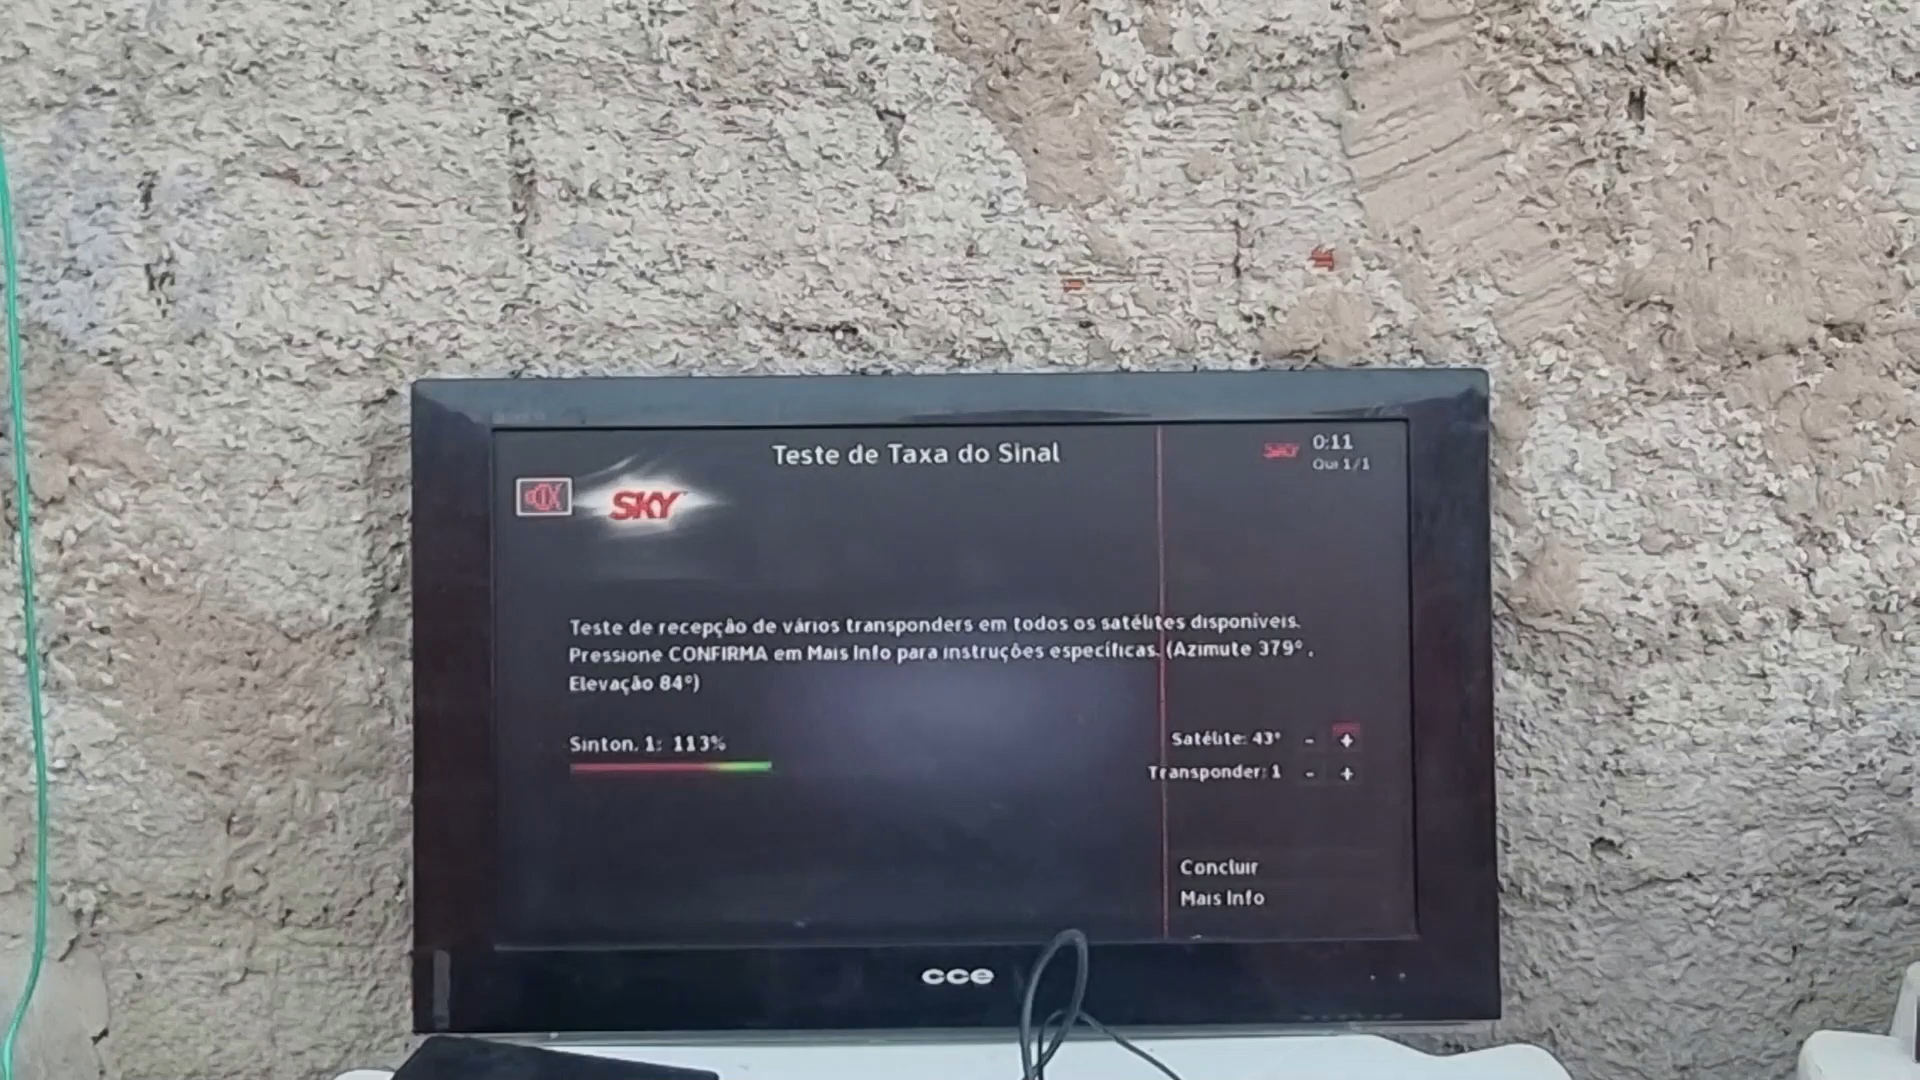 Teste de Taxa do Sinal
SKY 0:11
Qui 1/1
SKY
Teste de recepção de vários transponders em todos os satélites disponíveis.
Pressione CONFIRMA em Mais Info para instruções específicas. (Azimute 379° ,
Elevação 84°)
Sinton. 1: 113%
Satélite: 43° - +
Transponder: 1 - +
Concluir
Mais Info
cce